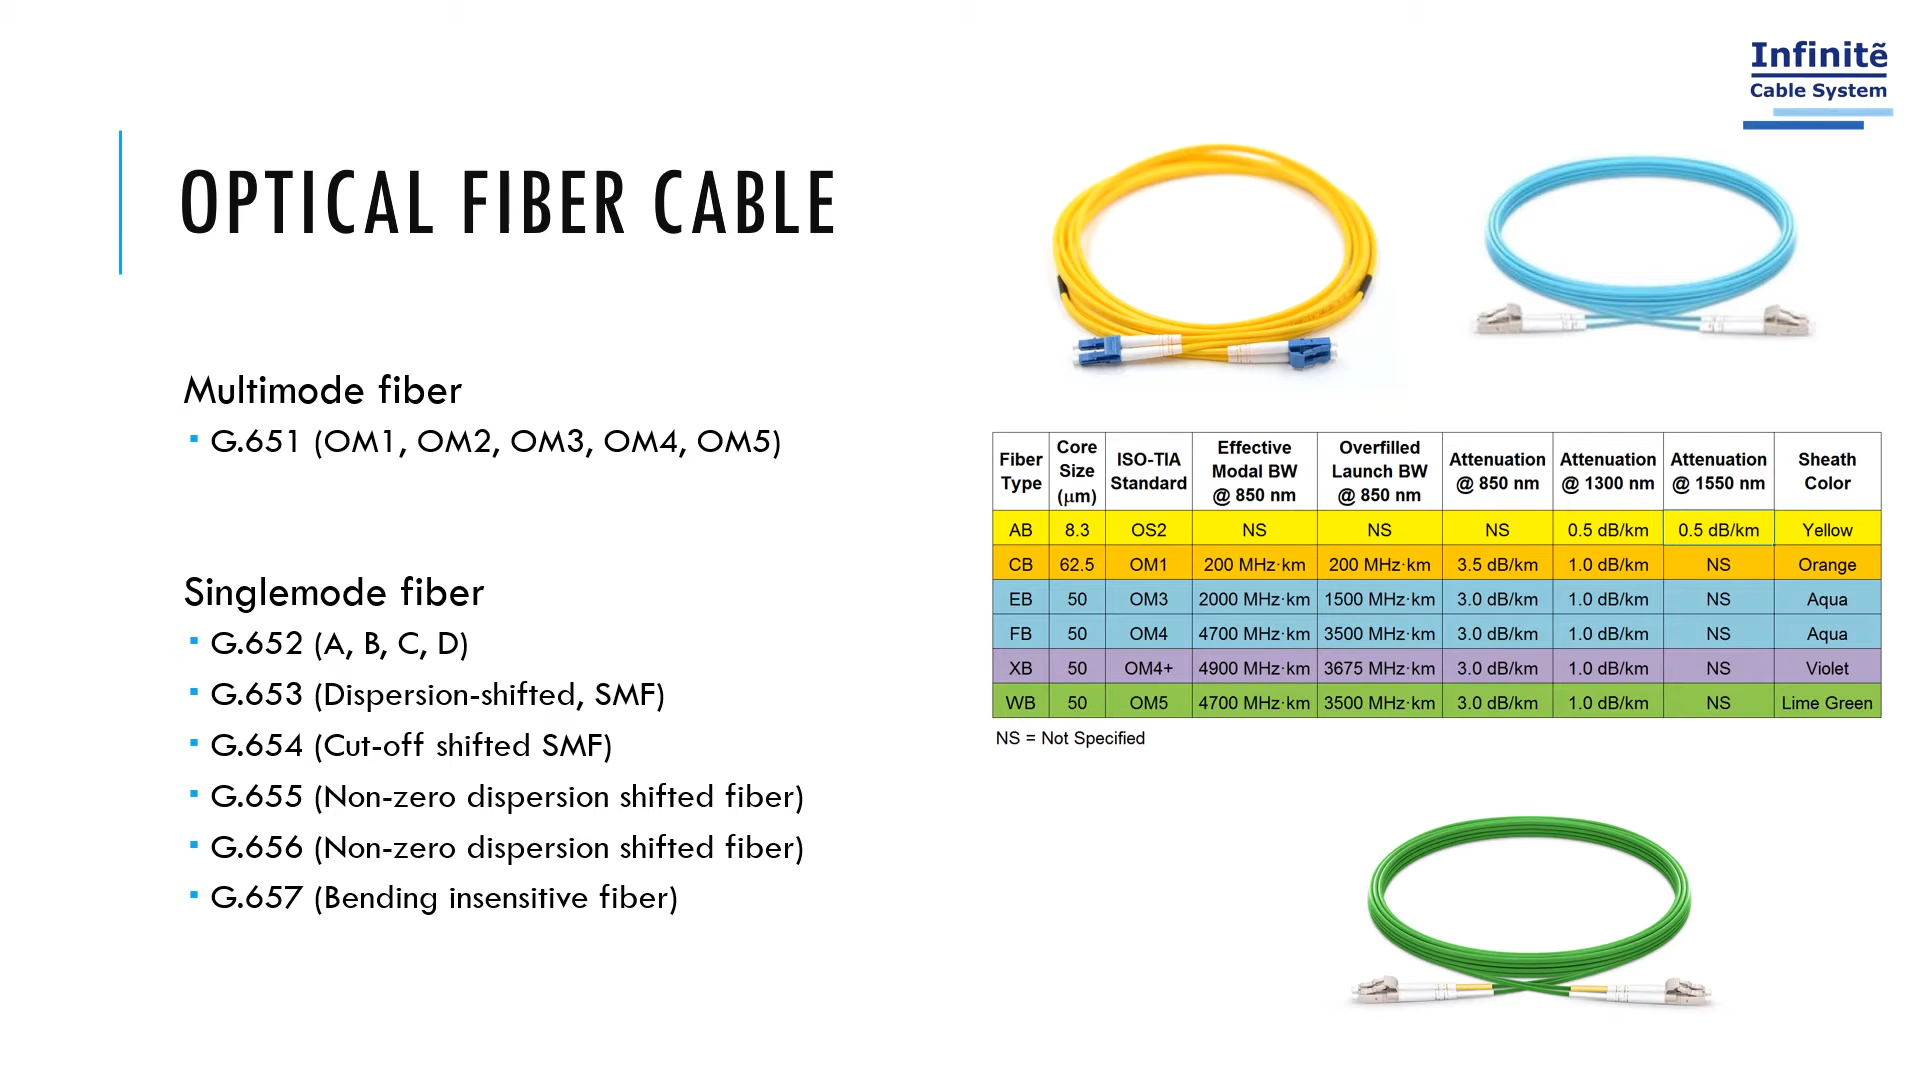 Infinitẽ
Cable System
OPTICAL FIBER CABLE
Multimode fiber
▪ G.651 (OM1, OM2, OM3, OM4, OM5)
Singlemode fiber
▪ G.652 (A, B, C, D)
▪ G.653 (Dispersion-shifted, SMF)
▪ G.654 (Cut-off shifted SMF)
▪ G.655 (Non-zero dispersion shifted fiber)
▪ G.656 (Non-zero dispersion shifted fiber)
▪ G.657 (Bending insensitive fiber)
Fiber Type | Core Size (μm) | ISO-TIA Standard | Effective Modal BW @ 850 nm | Overfilled Launch BW @ 850 nm | Attenuation @ 850 nm | Attenuation @ 1300 nm | Attenuation @ 1550 nm | Sheath Color
AB | 8.3 | OS2 | NS | NS | NS | 0.5 dB/km | 0.5 dB/km | Yellow
CB | 62.5 | OM1 | 200 MHz·km | 200 MHz·km | 3.5 dB/km | 1.0 dB/km | NS | Orange
EB | 50 | OM3 | 2000 MHz·km | 1500 MHz·km | 3.0 dB/km | 1.0 dB/km | NS | Aqua
FB | 50 | OM4 | 4700 MHz·km | 3500 MHz·km | 3.0 dB/km | 1.0 dB/km | NS | Aqua
XB | 50 | OM4+ | 4900 MHz·km | 3675 MHz·km | 3.0 dB/km | 1.0 dB/km | NS | Violet
WB | 50 | OM5 | 4700 MHz·km | 3500 MHz·km | 3.0 dB/km | 1.0 dB/km | NS | Lime Green
NS = Not Specified